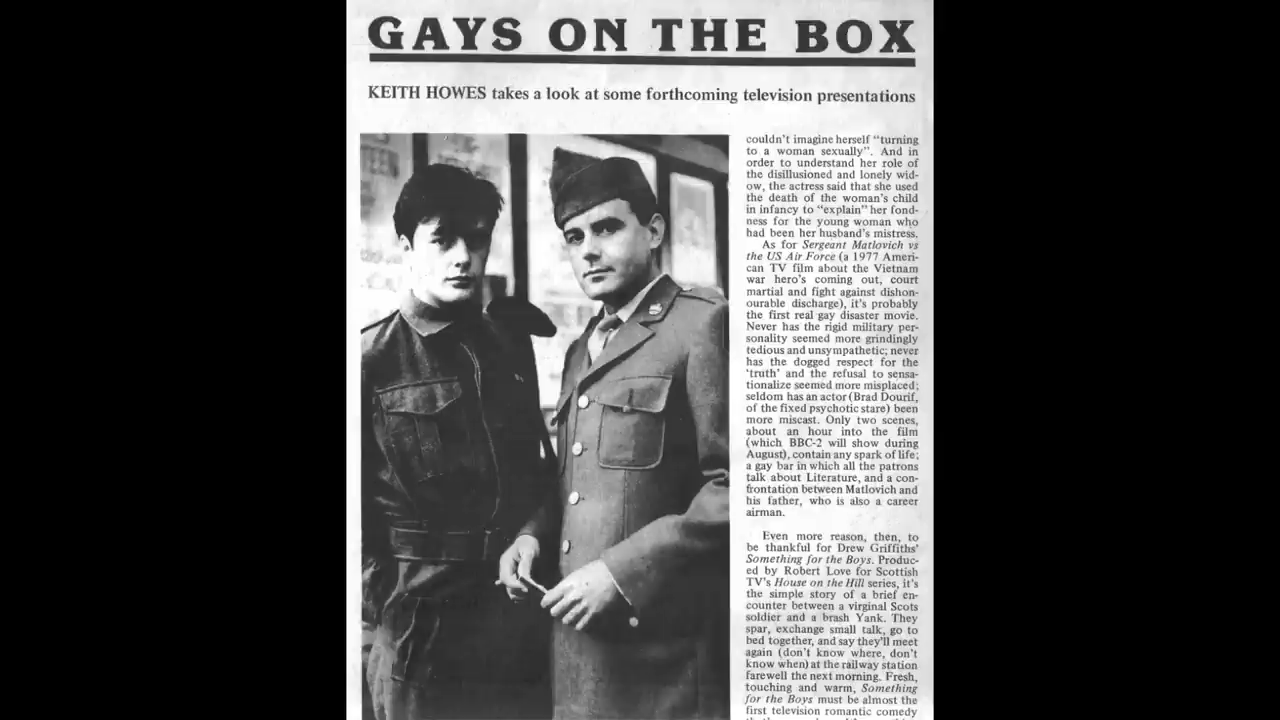 GAYS ON THE BOX
KEITH HOWES takes a look at some forthcoming television presentations
couldn't imagine herself "turning
to a woman sexually". And in
order to understand her role of
the disillusioned and lonely wid-
ow, the actress said that she used
the death of the woman's child
in infancy to "explain" her fond-
ness for the young woman who
had been her husband's mistress.
As for Sergeant Matlovich vs
the US Air Force (a 1977 Ameri-
can TV film about the Vietnam
war hero's coming out, court
martial and fight against dishon-
ourable discharge), it's probably
the first real gay disaster movie.
Never has the rigid military per-
sonality seemed more grindingly
tedious and unsympathetic; never
has the dogged respect for the
'truth' and the refusal to sensa-
tionalize seemed more misplaced;
seldom has an actor (Brad Dourif,
of the fixed psychotic stare) been
more miscast. Only two scenes,
about an hour into the film
(which BBC-2 will show during
August), contain any spark of life;
a gay bar in which all the patrons
talk about Literature, and a con-
frontation between Matlovich and
his father, who is also a career
airman.
Even more reason, then, to
be thankful for Drew Griffiths'
Something for the Boys. Produc-
ed by Robert Love for Scottish
TV's House on the Hill series, it's
the simple story of a brief en-
counter between a virginal Scots
soldier and a brash Yank. They
spar, exchange small talk, go to
bed together, and say they'll meet
again (don't know where, don't
know when) at the railway station
farewell the next morning. Fresh,
touching and warm, Something
for the Boys must be almost the
first television romantic comedy